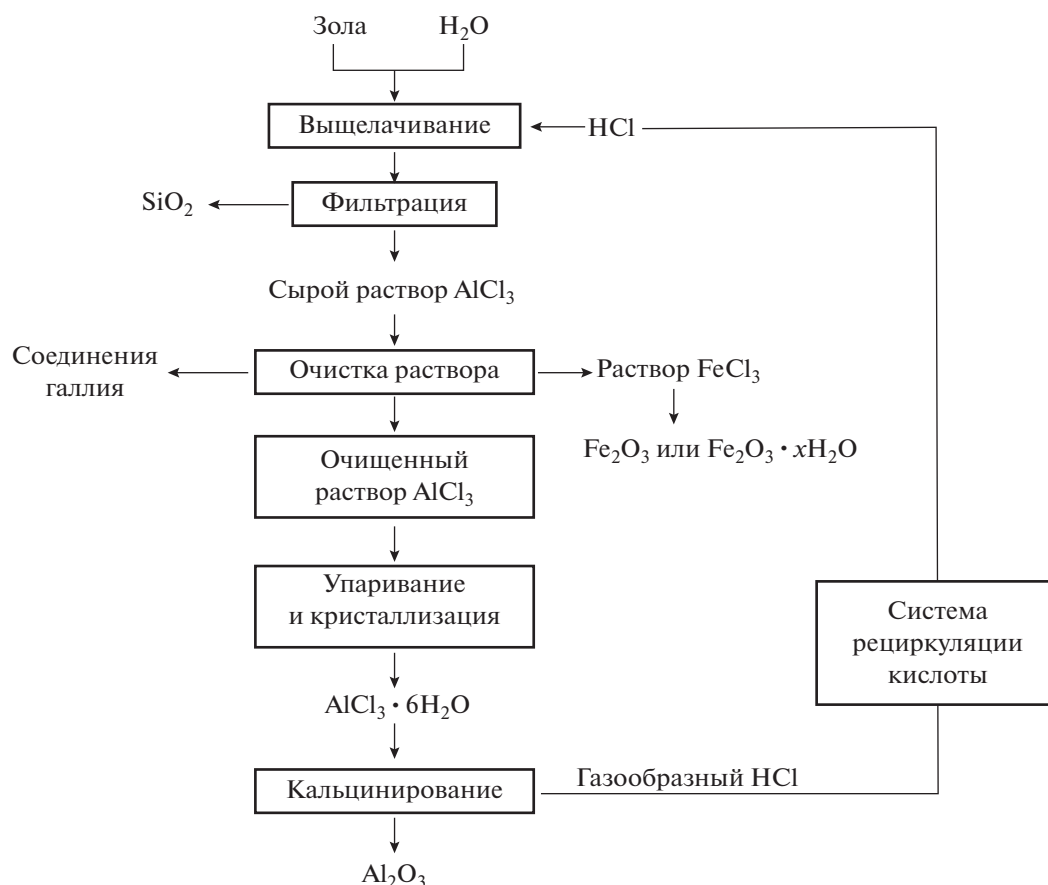 Зола
H₂O
Выщелачивание
HCl
SiO₂
Фильтрация
Сырой раствор AlCl₃
Соединения
галлия
Очистка раствора
Раствор FeCl₃
Fe₂O₃ или Fe₂O₃ • xH₂O
Очищенный
раствор AlCl₃
Упаривание
и кристаллизация
Система
рециркуляции
кислоты
AlCl₃ • 6H₂O
Кальцинирование
Газообразный HCl
Al₂O₃